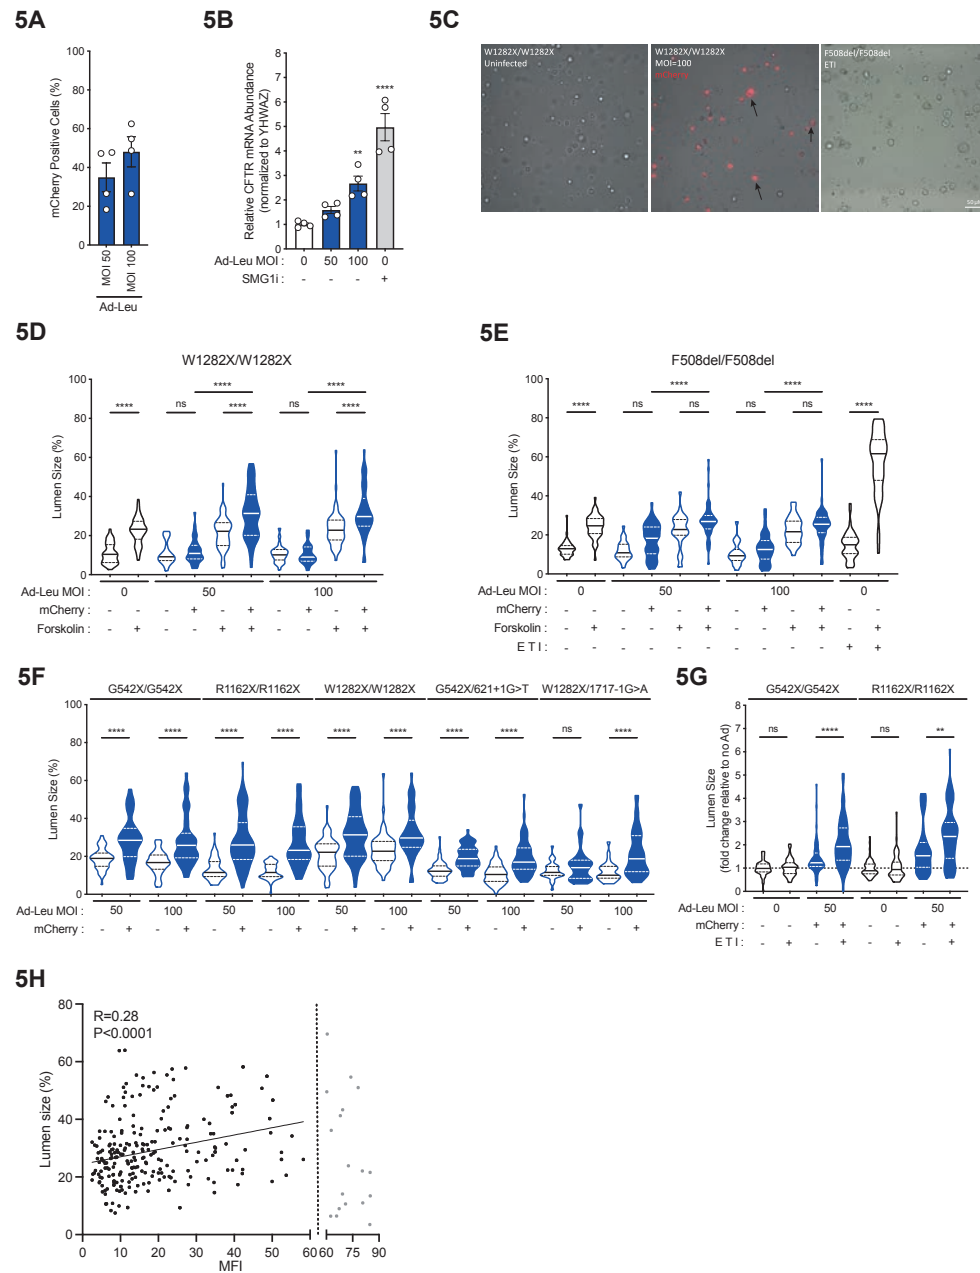 5A
mCherry Positive Cells (%)
100
80
60
40
20
0
MOI 50
MOI 100
Ad-Leu
5B
Relative CFTR mRNA Abundance
(normalized to YHWAZ)
8
7
6
5
4
3
2
1
0
**
****
Ad-Leu MOI : 0 50 100 0
SMG1i : - - - +
5C
W1282X/W1282X
Uninfected
W1282X/W1282X
MOI=100
F508del/F508del
ETI
5D
W1282X/W1282X
Lumen Size (%)
100
80
60
40
20
0
**** ****
**** ns **** ns ****
Ad-Leu MOI : 0 50 100
mCherry : - - - + - + - + - +
Forskolin : - + - - + + - - + +
5E
F508del/F508del
Lumen Size (%)
100
80
60
40
20
0
**** ****
**** ns ns ns ns ****
Ad-Leu MOI : 0 50 100 0
mCherry : - - - + - + - + - + - -
Forskolin : - + - - + + - - + + - +
E T I : - - - - - - - - - - + +
5F
G542X/G542X R1162X/R1162X W1282X/W1282X G542X/621+1G>T W1282X/1717-1G>A
Lumen Size (%)
100
80
60
40
20
0
**** **** **** **** **** **** **** **** ns ****
Ad-Leu MOI : 50 100 50 100 50 100 50 100 50 100
mCherry : - + - + - + - + - + - + - + - + - + - +
5G
G542X/G542X R1162X/R1162X
Lumen Size
(fold change relative to no Ad)
8
7
6
5
4
3
2
1
0
ns **** ns **
Ad-Leu MOI : 0 50 0 50
mCherry : - - + + - - + +
E T I : - + - + - + - +
5H
R=0.28
P<0.0001
Lumen size (%)
80
60
40
20
0
0 10 20 30 40 50 60 60 75 90
MFI